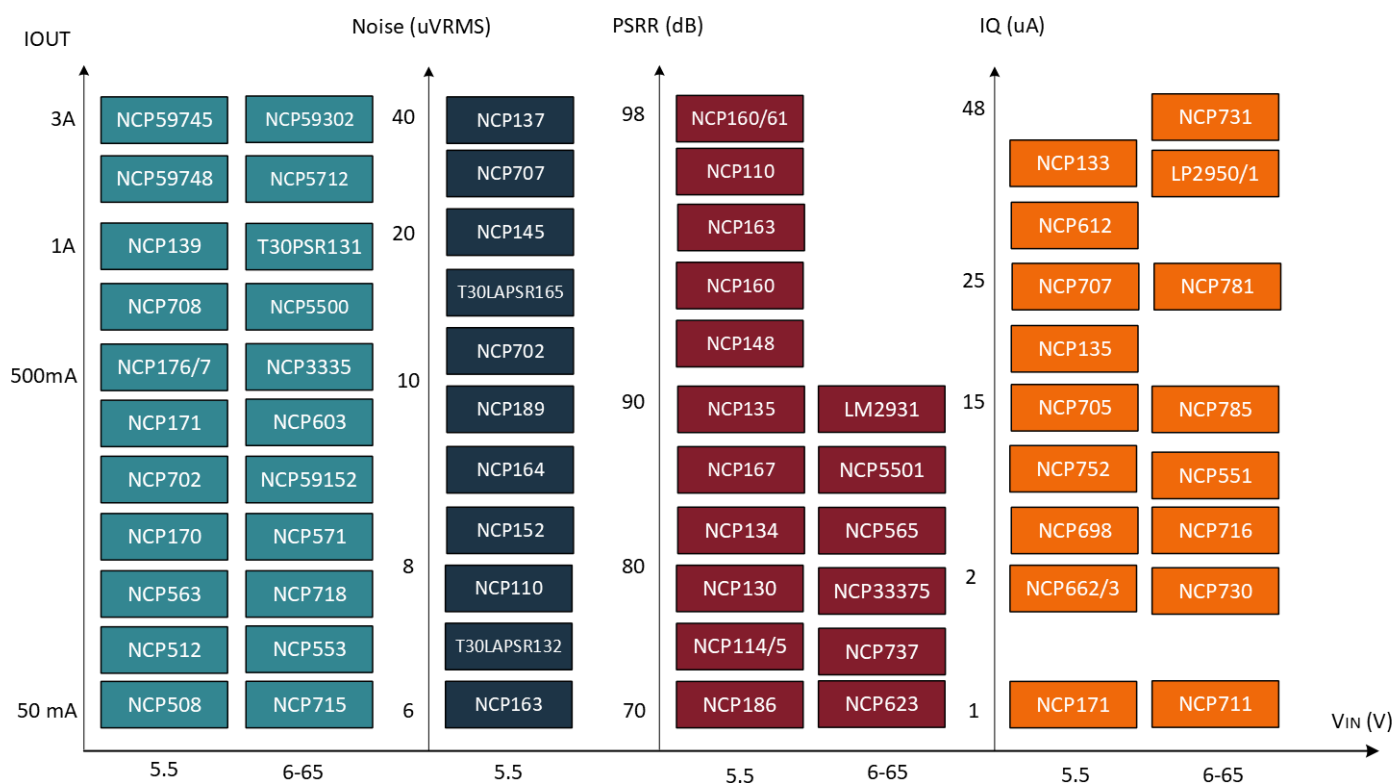 Noise (uVRMS) PSRR (dB) IQ (uA)
IOUT
3A NCP59745 NCP59302 40 NCP137 98 NCP160/61 48 NCP731
NCP59748 NCP5712 NCP707 NCP110 NCP133 LP2950/1
1A NCP139 T30PSR131 20 NCP145 NCP163 NCP612
NCP708 NCP5500 T30LAPSR165 NCP160 25 NCP707 NCP781
500mA NCP176/7 NCP3335 10 NCP702 NCP148 NCP135
NCP171 NCP603 NCP189 90 NCP135 LM2931 15 NCP705 NCP785
NCP702 NCP59152 NCP164 NCP167 NCP5501 NCP752 NCP551
NCP170 NCP571 NCP152 NCP134 NCP565 NCP698 NCP716
NCP563 NCP718 8 NCP110 80 NCP130 NCP33375 2 NCP662/3 NCP730
NCP512 NCP553 T30LAPSR132 NCP114/5 NCP737
50 mA NCP508 NCP715 6 NCP163 70 NCP186 NCP623 1 NCP171 NCP711
VIN (V)
5.5 6-65 5.5 5.5 6-65 5.5 6-65